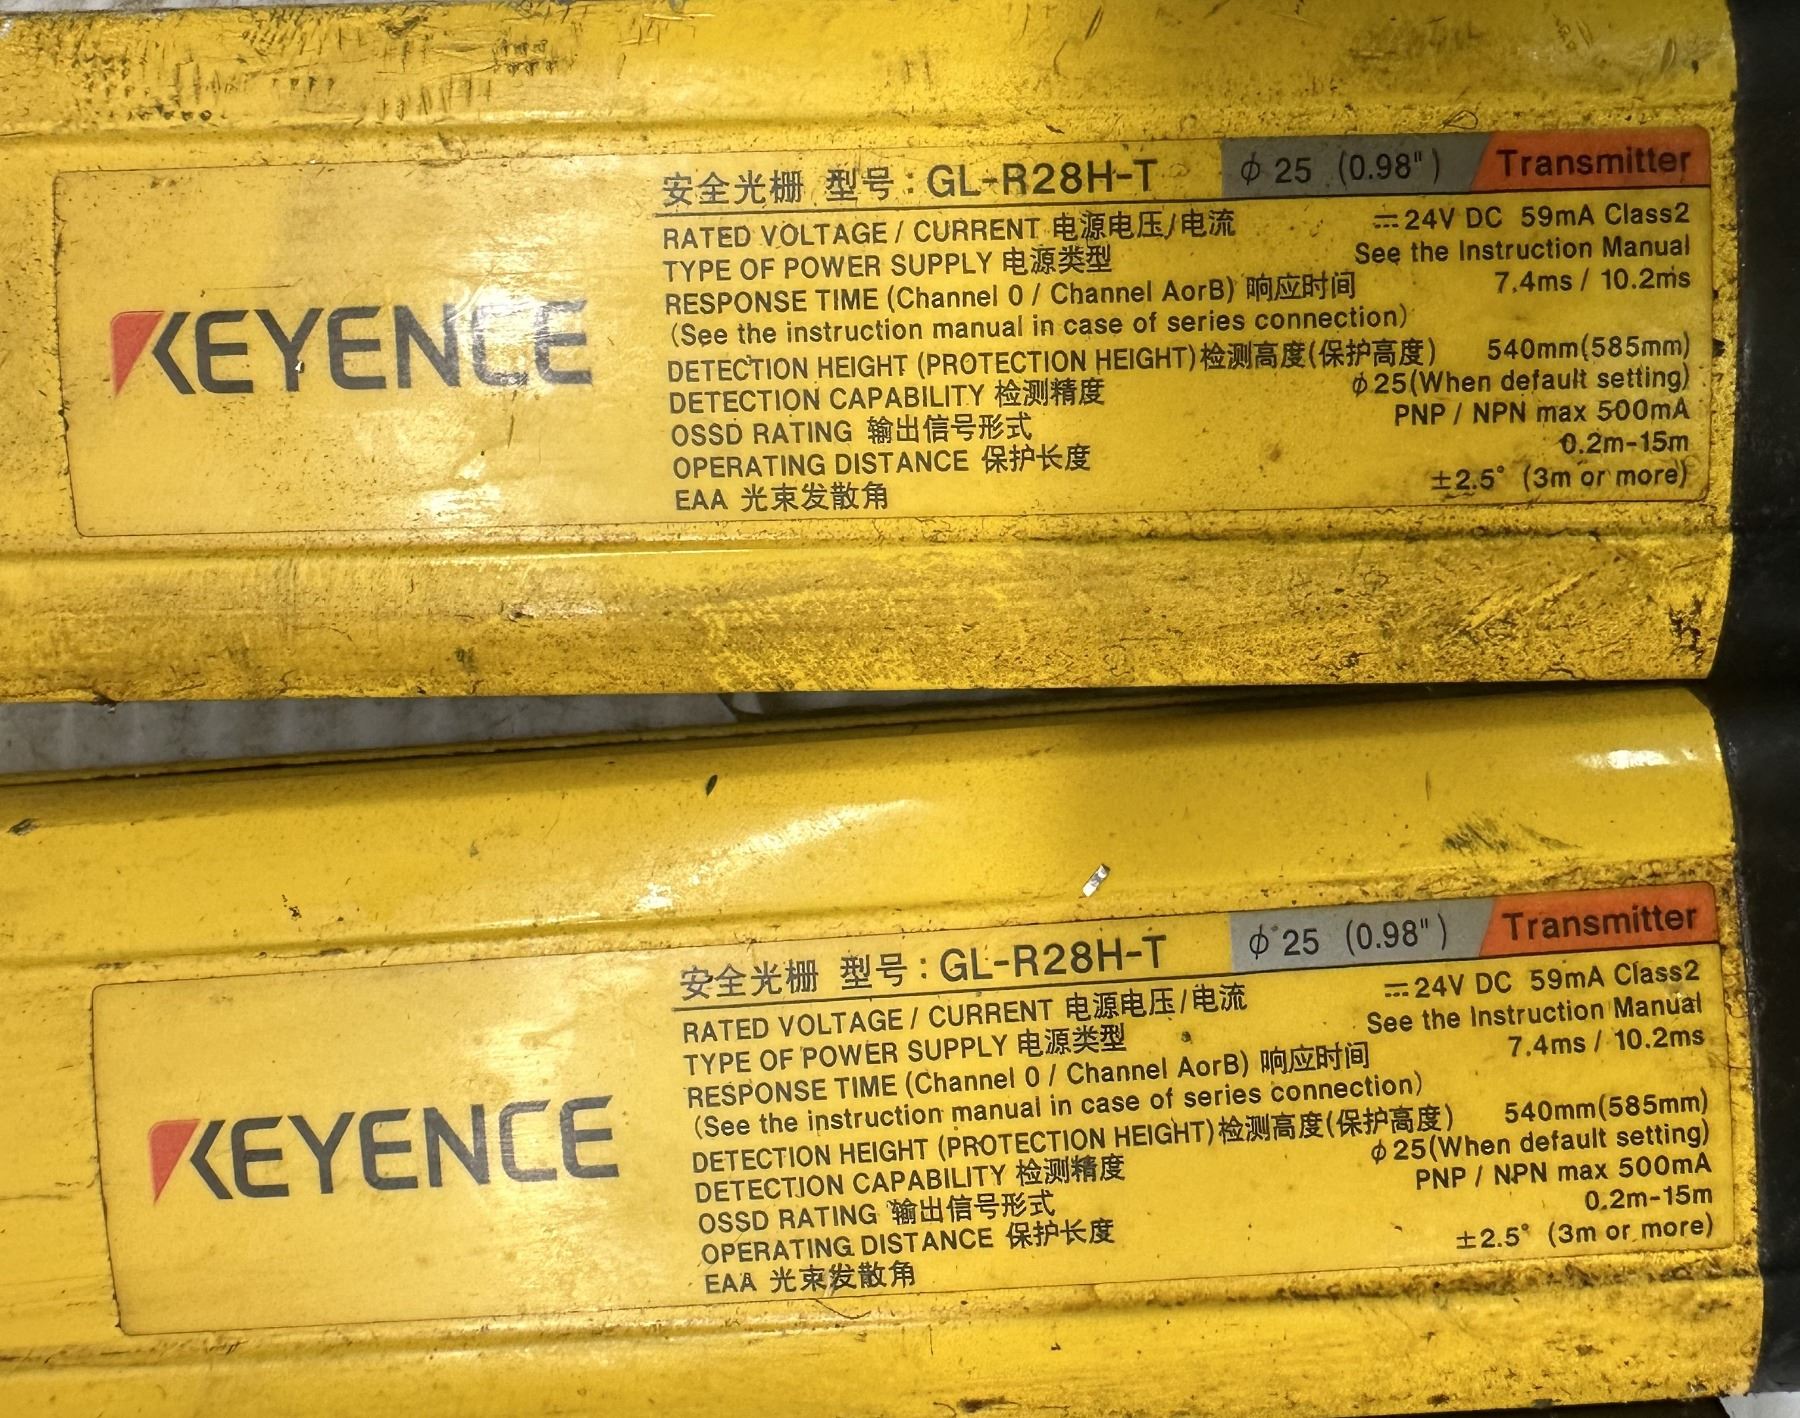 安全光栅 型号:GL-R28H-T ϕ 25 (0.98") Transmitter
RATED VOLTAGE / CURRENT 电源电压/电流 ⎓24V DC 59mA Class2
TYPE OF POWER SUPPLY 电源类型 See the Instruction Manual
RESPONSE TIME (Channel 0 / Channel AorB) 响应时间 7.4ms / 10.2ms
(See the instruction manual in case of series connection)
DETECTION HEIGHT (PROTECTION HEIGHT)检测高度(保护高度) 540mm(585mm)
DETECTION CAPABILITY 检测精度 ϕ25(When default setting)
OSSD RATING 输出信号形式 PNP / NPN max 500mA
OPERATING DISTANCE 保护长度 0.2m-15m
EAA 光束发散角 ±2.5° (3m or more)
KEYENCE
安全光栅 型号:GL-R28H-T ϕ 25 (0.98") Transmitter
RATED VOLTAGE / CURRENT 电源电压/电流 ⎓24V DC 59mA Class2
TYPE OF POWER SUPPLY 电源类型 See the Instruction Manual
RESPONSE TIME (Channel 0 / Channel AorB) 响应时间 7.4ms / 10.2ms
(See the instruction manual in case of series connection)
DETECTION HEIGHT (PROTECTION HEIGHT)检测高度(保护高度) 540mm(585mm)
DETECTION CAPABILITY 检测精度 ϕ25(When default setting)
OSSD RATING 输出信号形式 PNP / NPN max 500mA
OPERATING DISTANCE 保护长度 0.2m-15m
EAA 光束发散角 ±2.5° (3m or more)
KEYENCE